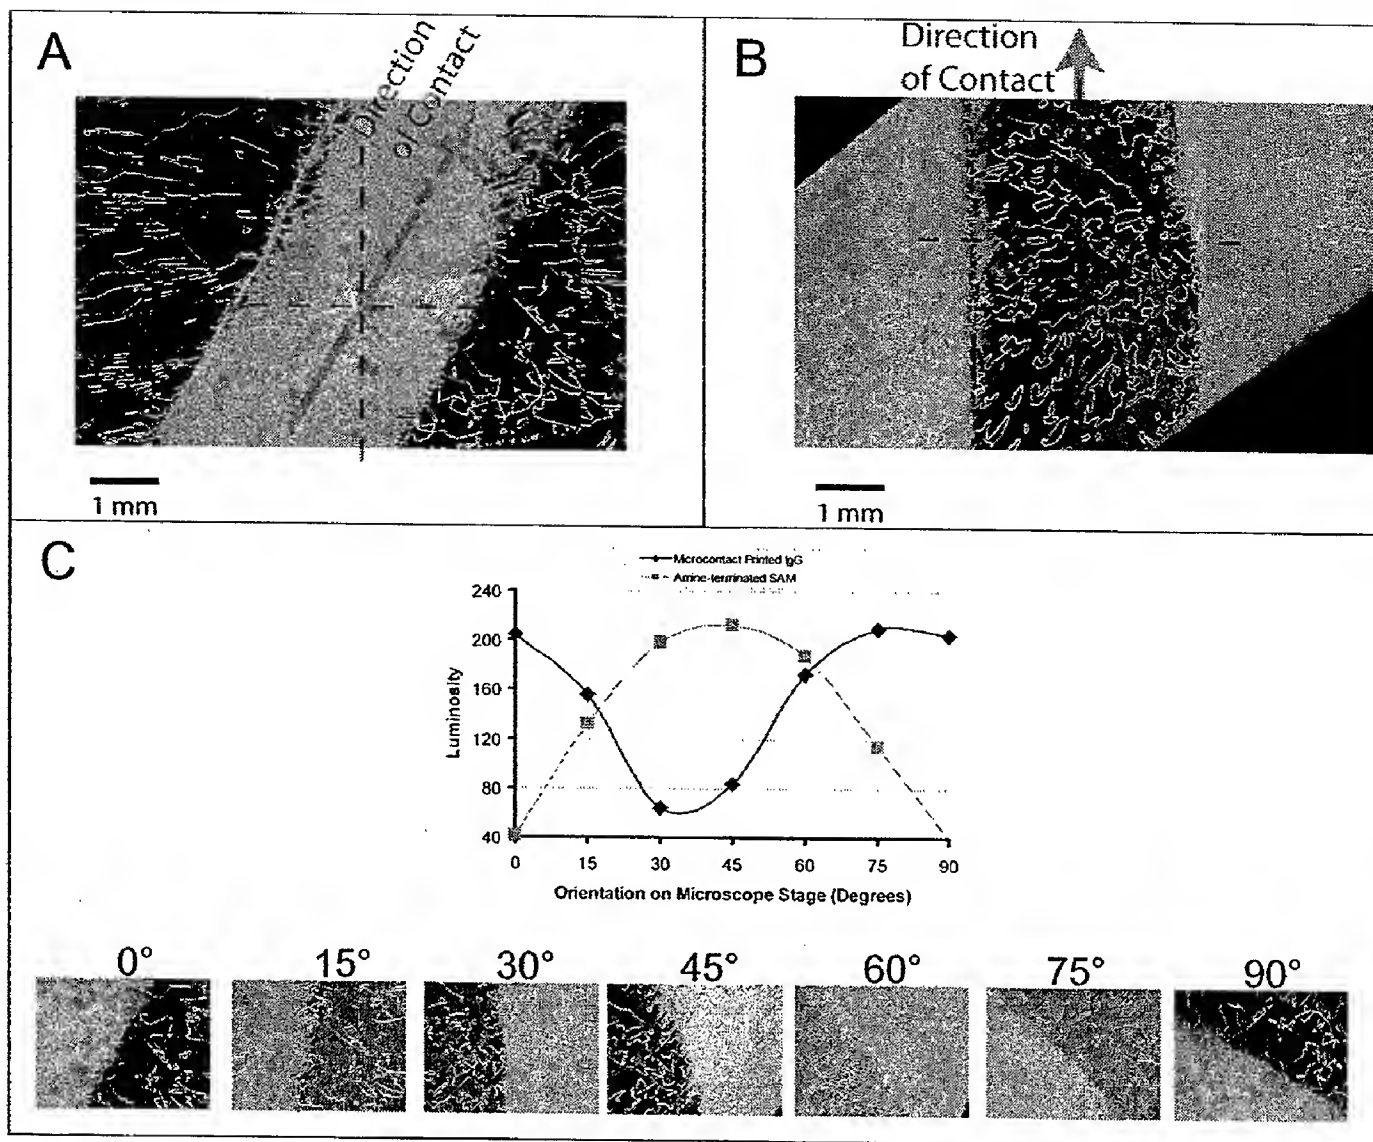 A
Direction
of Contact
1 mm
B
Direction
of Contact
1 mm
C
Microcontact Printed IgG
Amine-terminated SAM
240
200
160
120
80
40
Luminosity
0 15 30 45 60 75 90
Orientation on Microscope Stage (Degrees)
0° 15° 30° 45° 60° 75° 90°